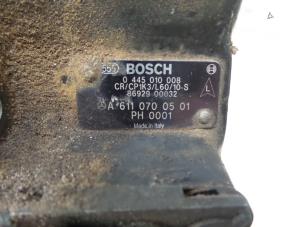 555 BOSCH
0 445 010 008
CR/CP1K3/L60/10-S
86929 00032
A 611 070 05 01
PH 0001
Made in Italy
L